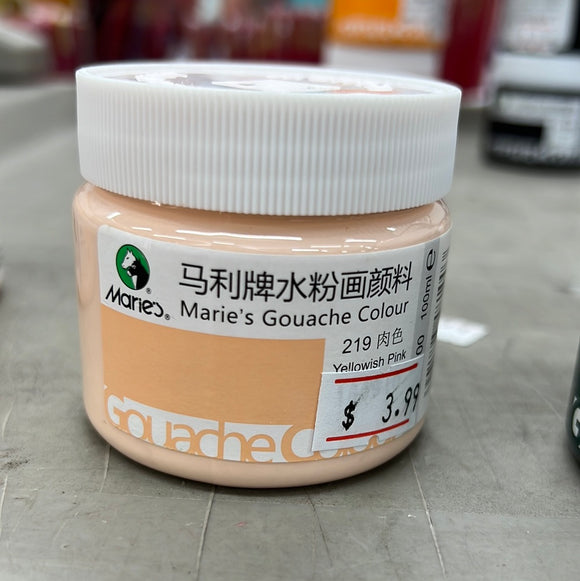 Marie's®
马利牌水粉画颜料
Marie's Gouache Colour
219 肉色
Yellowish Pink
100ml e
$ 3.99
Gouache